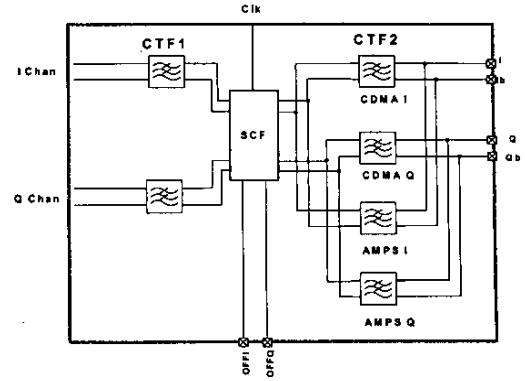 Clk
CTF1
CTF2
I Chan
I
Ib
CDMA I
SCF
Q
Qb
CDMA Q
Q Chan
AMPS I
AMPS Q
OFFI
OFFQ